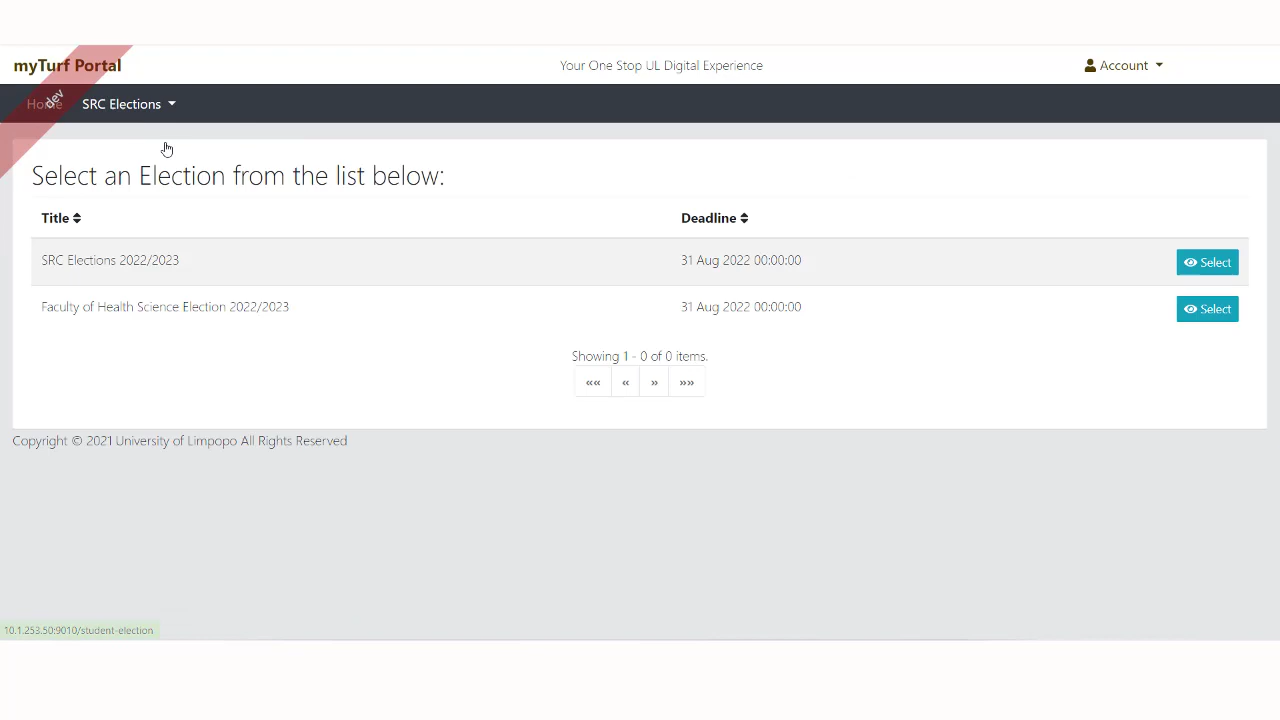 myTurf Portal
Your One Stop UL Digital Experience
Account
dev
Home
SRC Elections
Select an Election from the list below:
Title
Deadline
SRC Elections 2022/2023
31 Aug 2022 00:00:00
Select
Faculty of Health Science Election 2022/2023
31 Aug 2022 00:00:00
Select
Showing 1 - 0 of 0 items.
«« « » »»
Copyright © 2021 University of Limpopo All Rights Reserved
10.1.253.50:9010/student-election